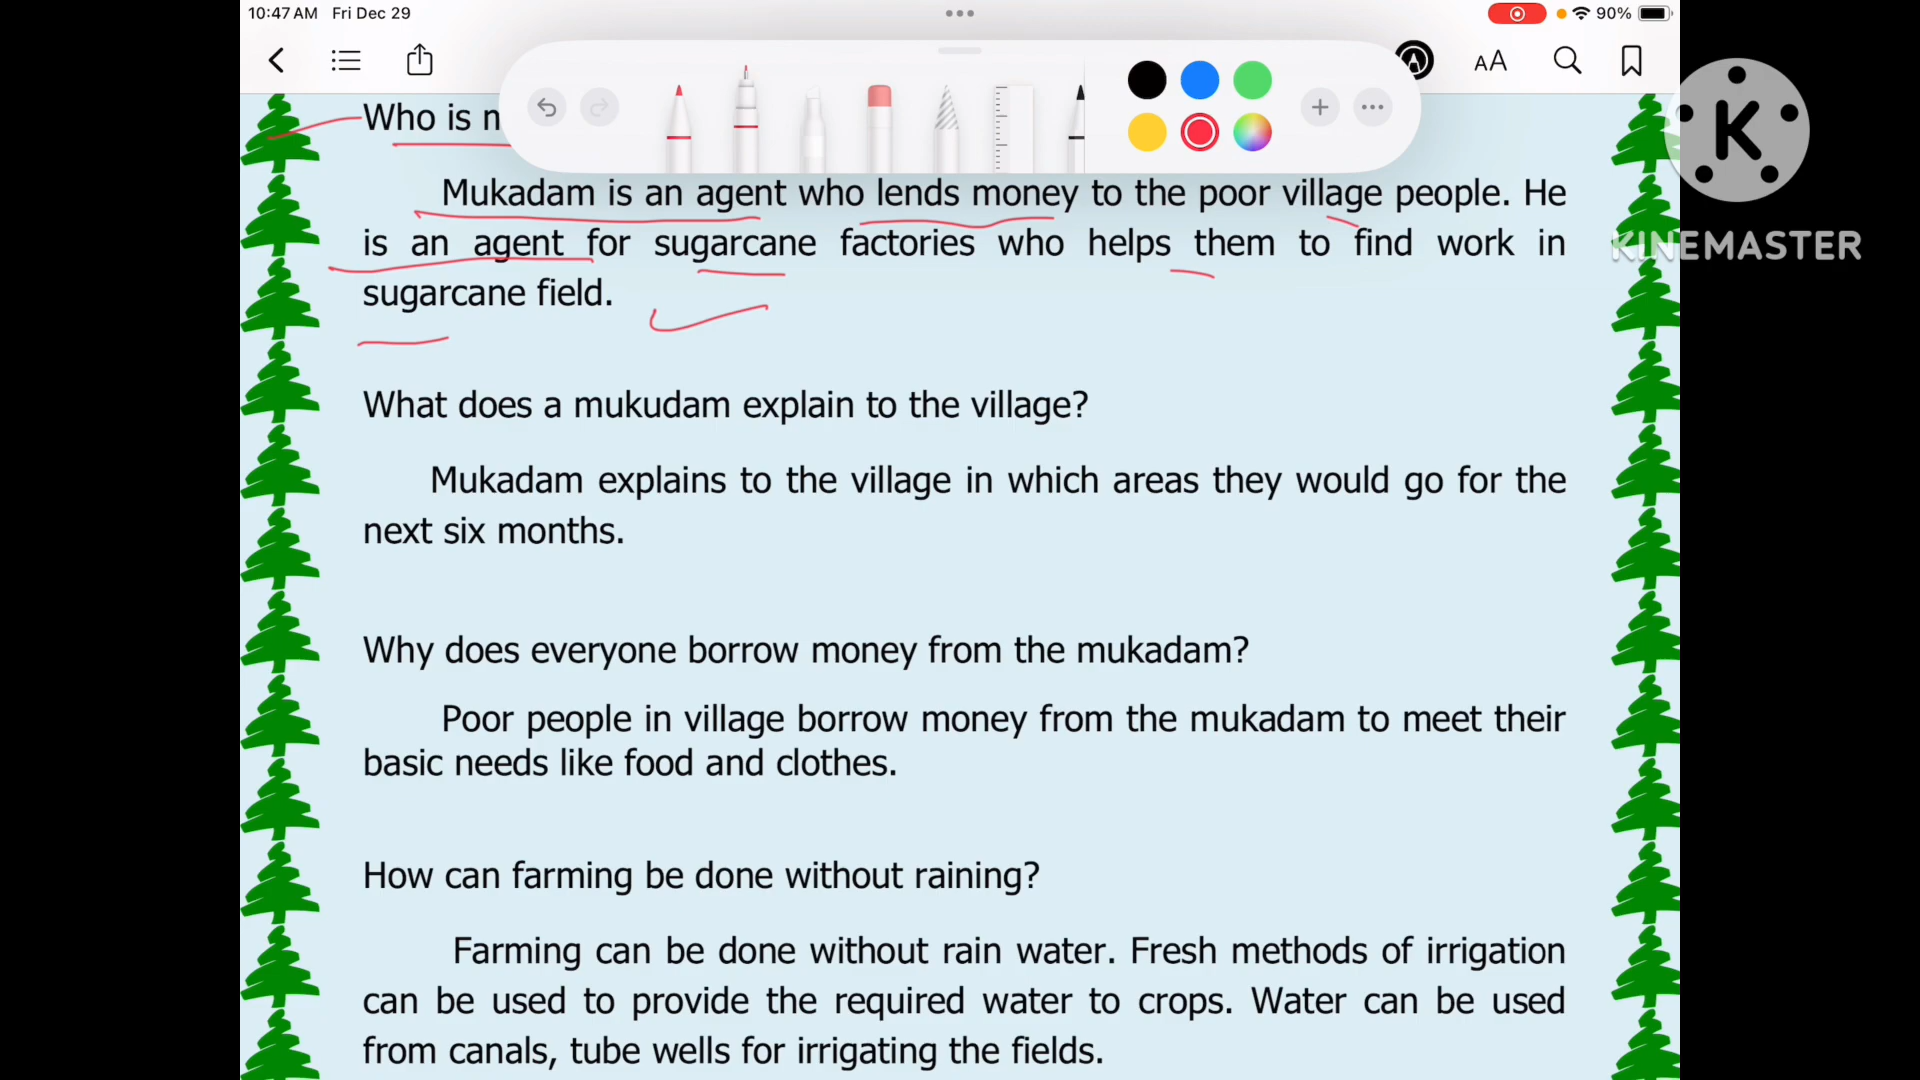 10:47 AM Fri Dec 29
90%
AA
Who is
Mukadam is an agent who lends money to the poor village people. He
is an agent for sugarcane factories who helps them to find work in
sugarcane field.
What does a mukudam explain to the village?
Mukadam explains to the village in which areas they would go for the
next six months.
Why does everyone borrow money from the mukadam?
Poor people in village borrow money from the mukadam to meet their
basic needs like food and clothes.
How can farming be done without raining?
Farming can be done without rain water. Fresh methods of irrigation
can be used to provide the required water to crops. Water can be used
from canals, tube wells for irrigating the fields.
K
KINEMASTER